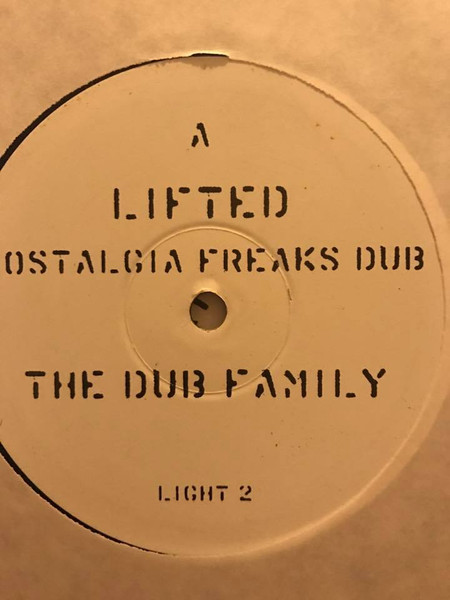 A
LIFTED
OSTALGIA FREAKS DUB
THE DUB FAMILY
LIGHT 2